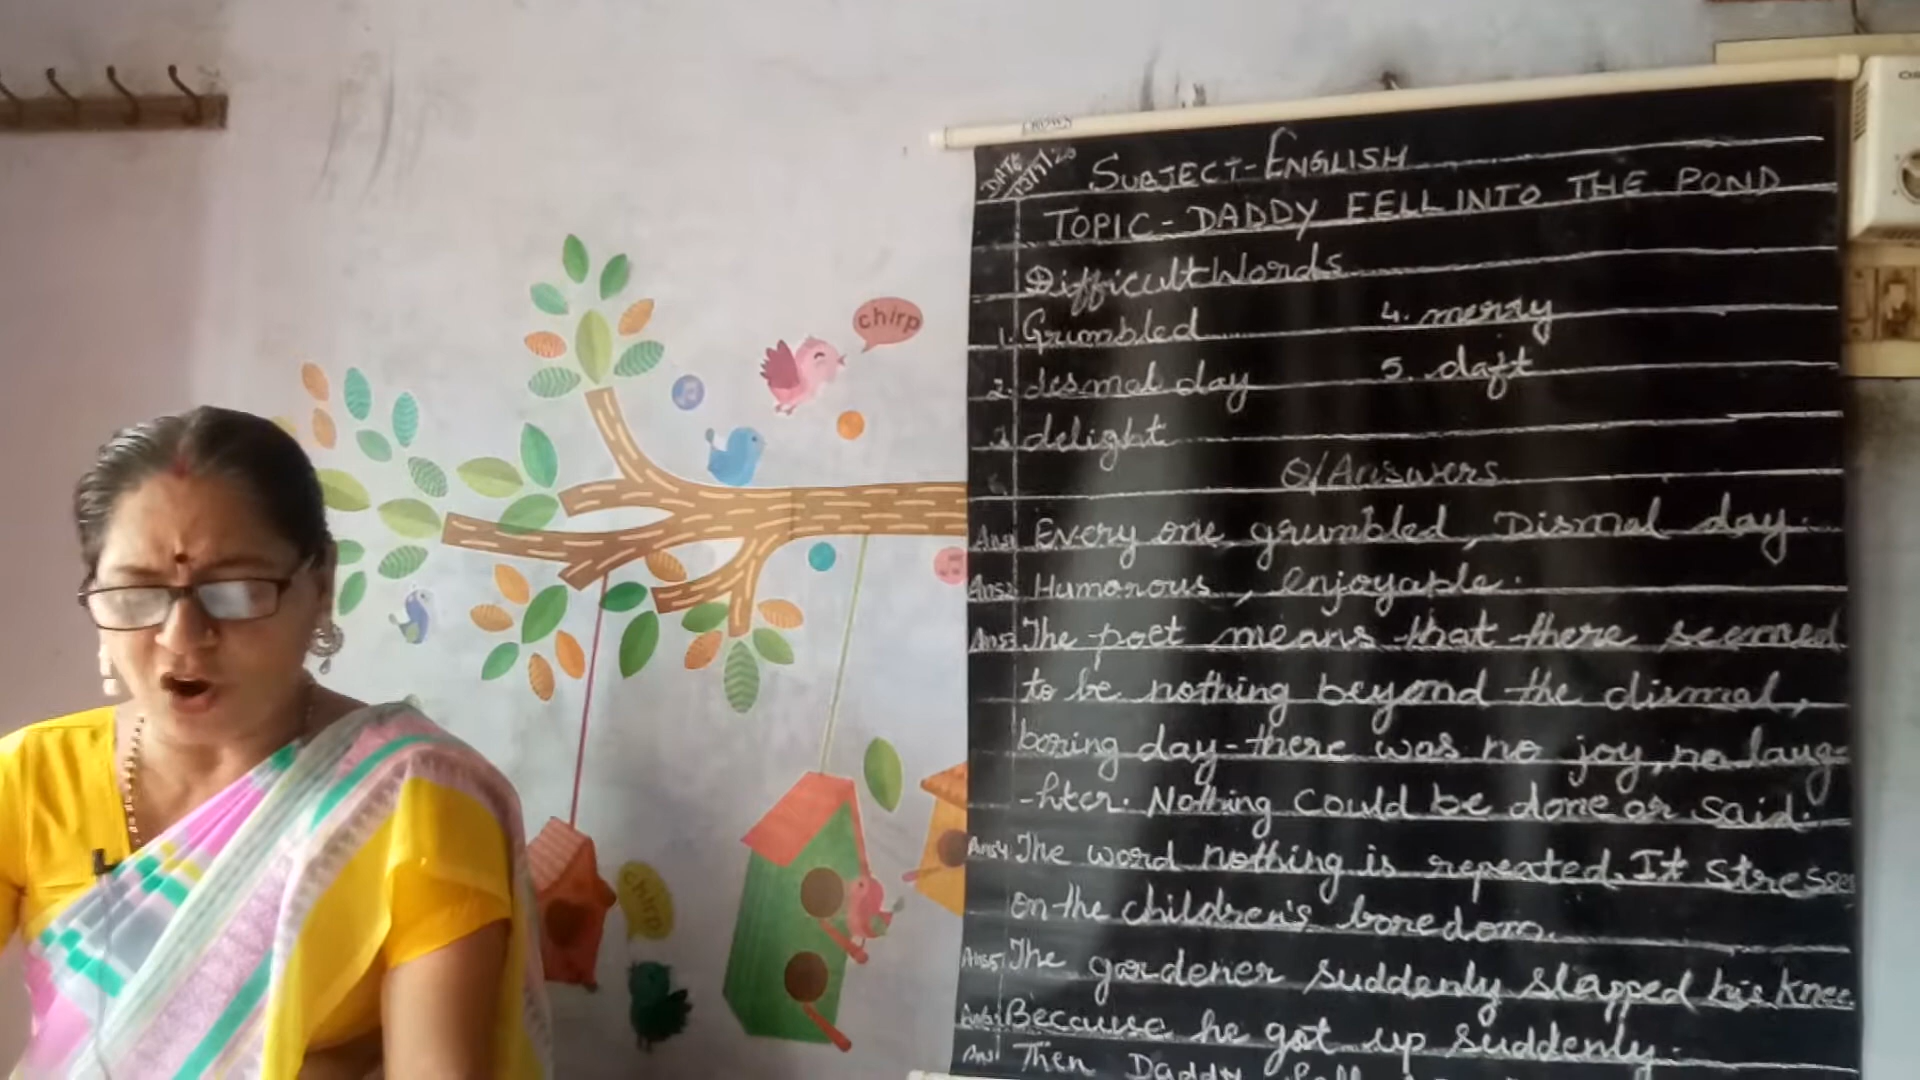 CROWN
DATE
SUBJECT-ENGLISH
TOPIC-DADDY FELL INTO THE POND
Difficult Words
1. Grumbled 4. merry
2. desmal day 5. daft
3. delight
Q/Answers
Ans1 Every one grumbled, Dismal day.
Ans2 Humorous, enjoyable.
Ans3 The poet means that there seemed
to be nothing beyond the dismal,
boring day-there was no joy, no laug-
-hter. Nothing could be done or said.
Ans4 The word nothing is repeated. It stresses
on the children's boredom.
Ans5 The gardener suddenly slapped his knee.
Because he got up suddenly.
Ans Then Daddy
chirp
chirp